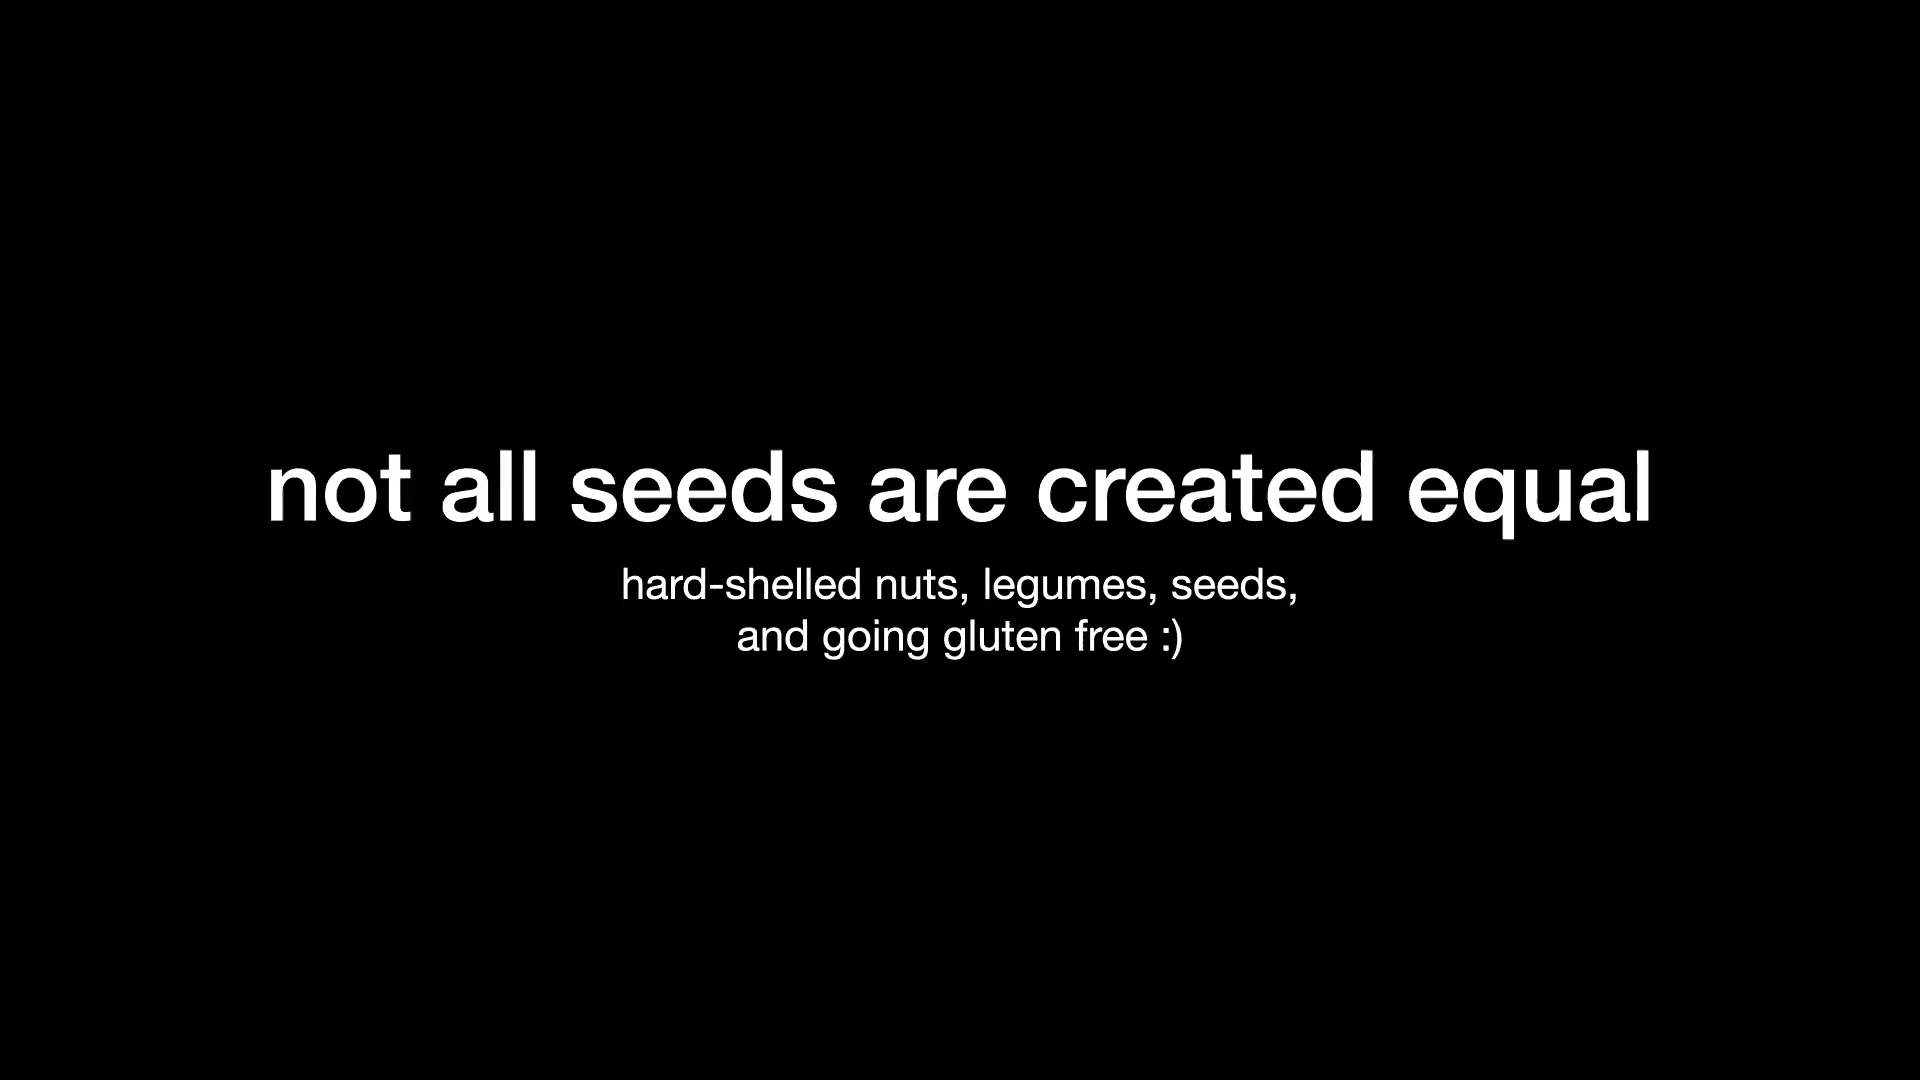 not all seeds are created equal
hard-shelled nuts, legumes, seeds,
and going gluten free :)